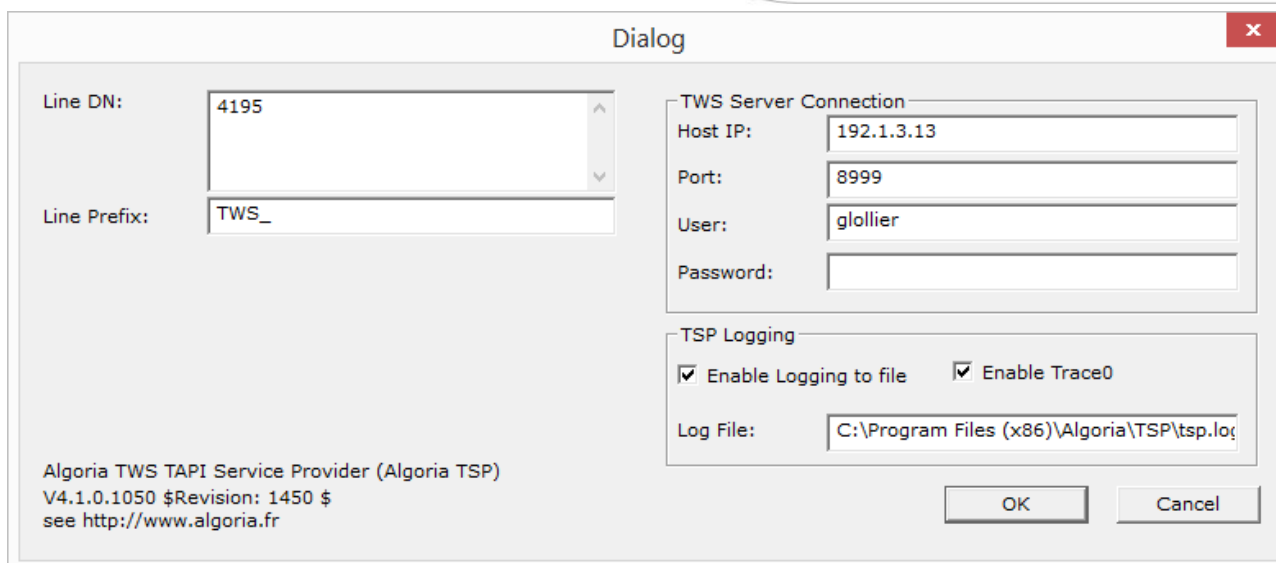 Dialog
x
Line DN:
4195
Line Prefix:
TWS_
TWS Server Connection
Host IP:
192.1.3.13
Port:
8999
User:
glollier
Password:
TSP Logging
Enable Logging to file
Enable Trace0
Log File:
C:\Program Files (x86)\Algoria\TSP\tsp.log
Algoria TWS TAPI Service Provider (Algoria TSP)
V4.1.0.1050 $Revision: 1450 $
see http://www.algoria.fr
OK
Cancel